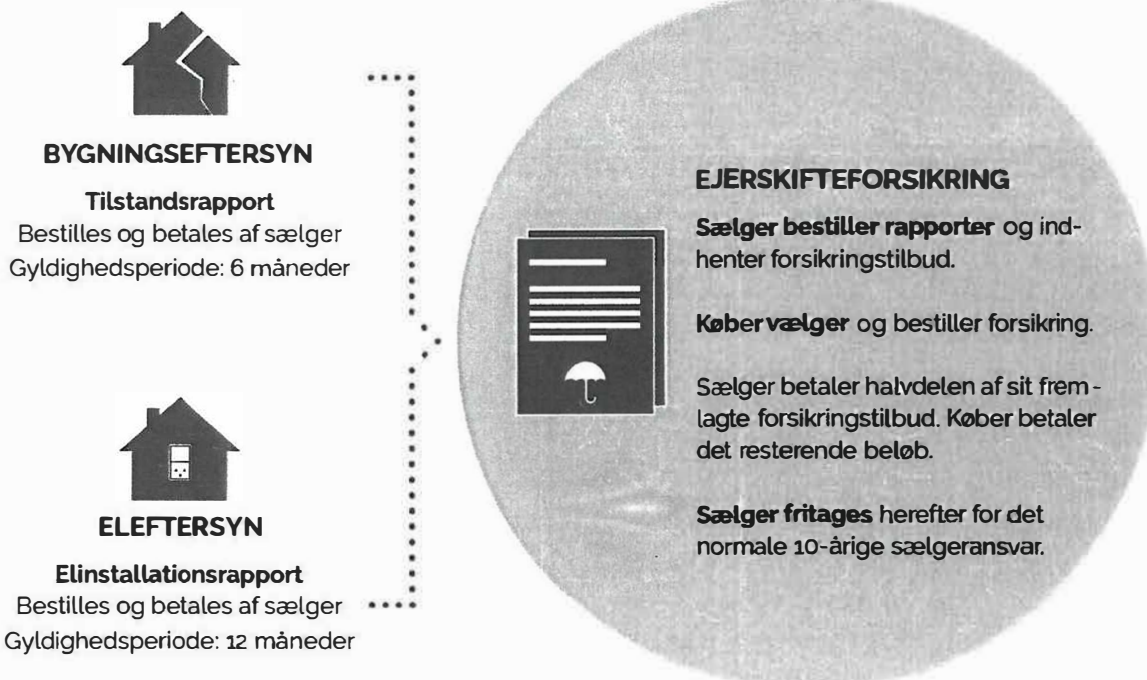 BYGNINGSEFTERSYN
Tilstandsrapport
Bestilles og betales af sælger
Gyldighedsperiode: 6 måneder
ELEFTERSYN
Elinstallationsrapport
Bestilles og betales af sælger
Gyldighedsperiode: 12 måneder
EJERSKIFTEFORSIKRING
Sælger bestiller rapporter og ind-
henter forsikringstilbud.
Køber vælger og bestiller forsikring.
Sælger betaler halvdelen af sit frem-
lagte forsikringstilbud. Køber betaler
det resterende beløb.
Sælger fritages herefter for det
normale 10-årige sælgeransvar.